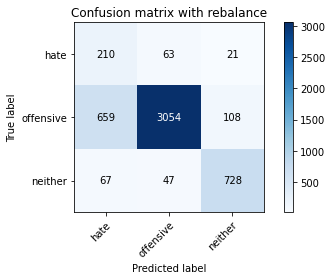 Confusion matrix with rebalance
True label
hate 210 63 21
offensive 659 3054 108
neither 67 47 728
hate offensive neither
Predicted label
3000
2500
2000
1500
1000
500